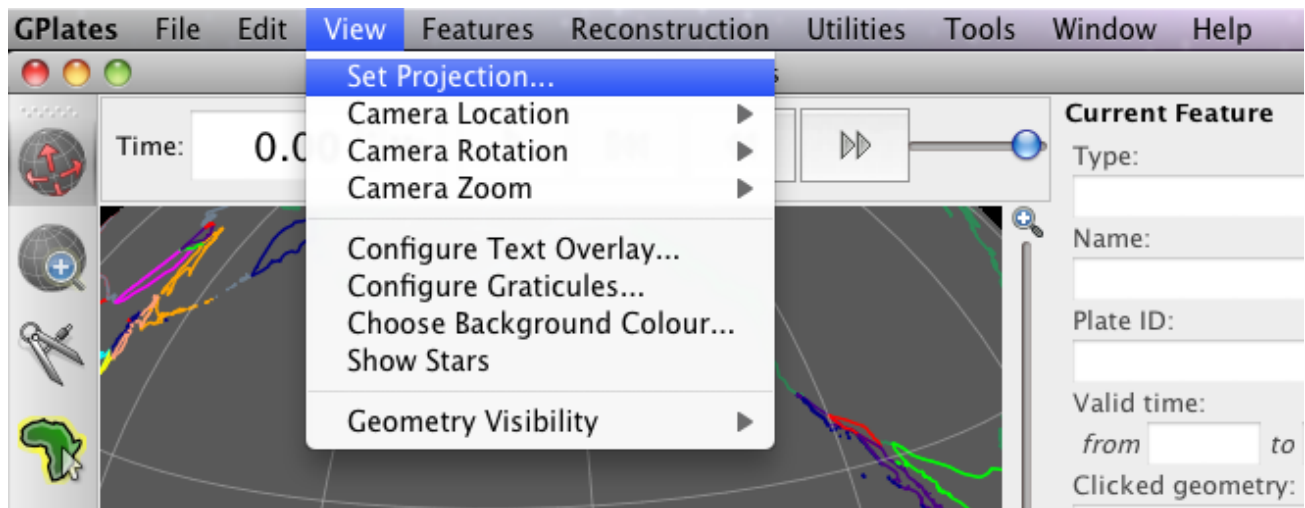 GPlates File Edit View Features Reconstruction Utilities Tools Window Help
Set Projection...
Camera Location
Camera Rotation
Camera Zoom
Configure Text Overlay...
Configure Graticules...
Choose Background Colour...
Show Stars
Geometry Visibility
Time: 0.0
Current Feature
Type:
Name:
Plate ID:
Valid time:
from to
Clicked geometry: